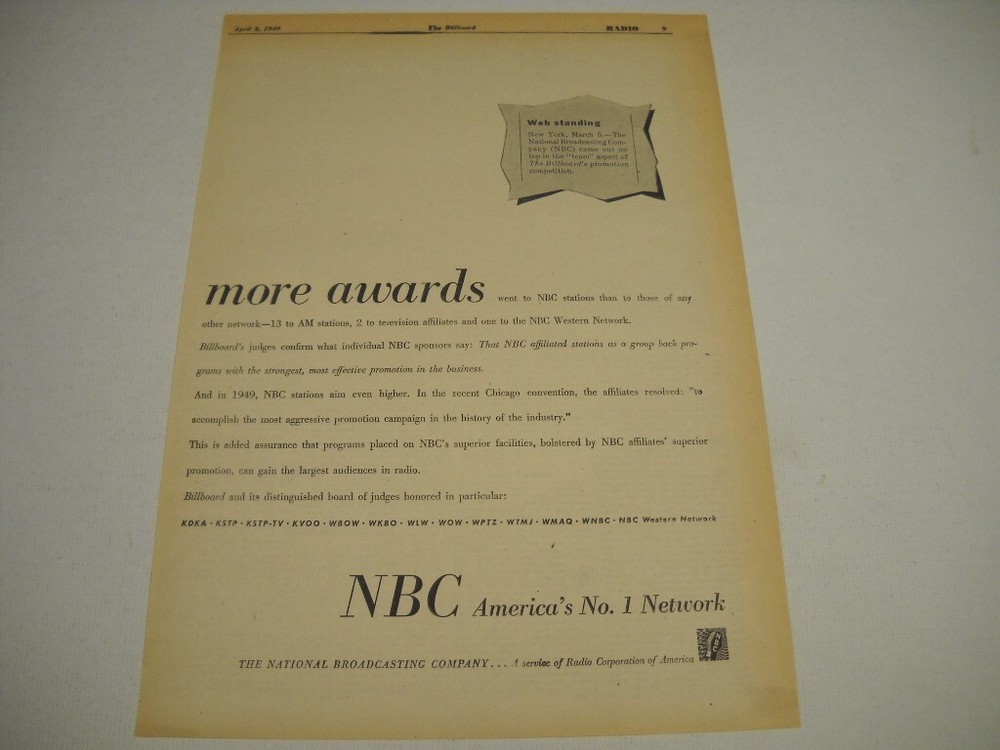 April 2, 1949 The Billboard RADIO 9
Web standing
New York, March 5.—The
National Broadcasting Com-
pany (NBC) came out on
top in the "team" aspect of
The Billboard's promotion
competition.
more awards went to NBC stations than to those of any
other network—13 to AM stations, 2 to television affiliates and one to the NBC Western Network.
Billboard's judges confirm what individual NBC sponsors say: That NBC affiliated stations as a group back pro-
grams with the strongest, most effective promotion in the business.
And in 1949, NBC stations aim even higher. In the recent Chicago convention, the affiliates resolved: "to
accomplish the most aggressive promotion campaign in the history of the industry."
This is added assurance that programs placed on NBC's superior facilities, bolstered by NBC affiliates' superior
promotion, can gain the largest audiences in radio.
Billboard and its distinguished board of judges honored in particular:
KDKA · KSTP · KSTP-TV · KVOO · WBOW · WKBO · WLW · WOW · WPTZ · WTMJ · WMAQ · WNBC · NBC Western Network
NBC America's No. 1 Network
NBC
THE NATIONAL BROADCASTING COMPANY... A service of Radio Corporation of America